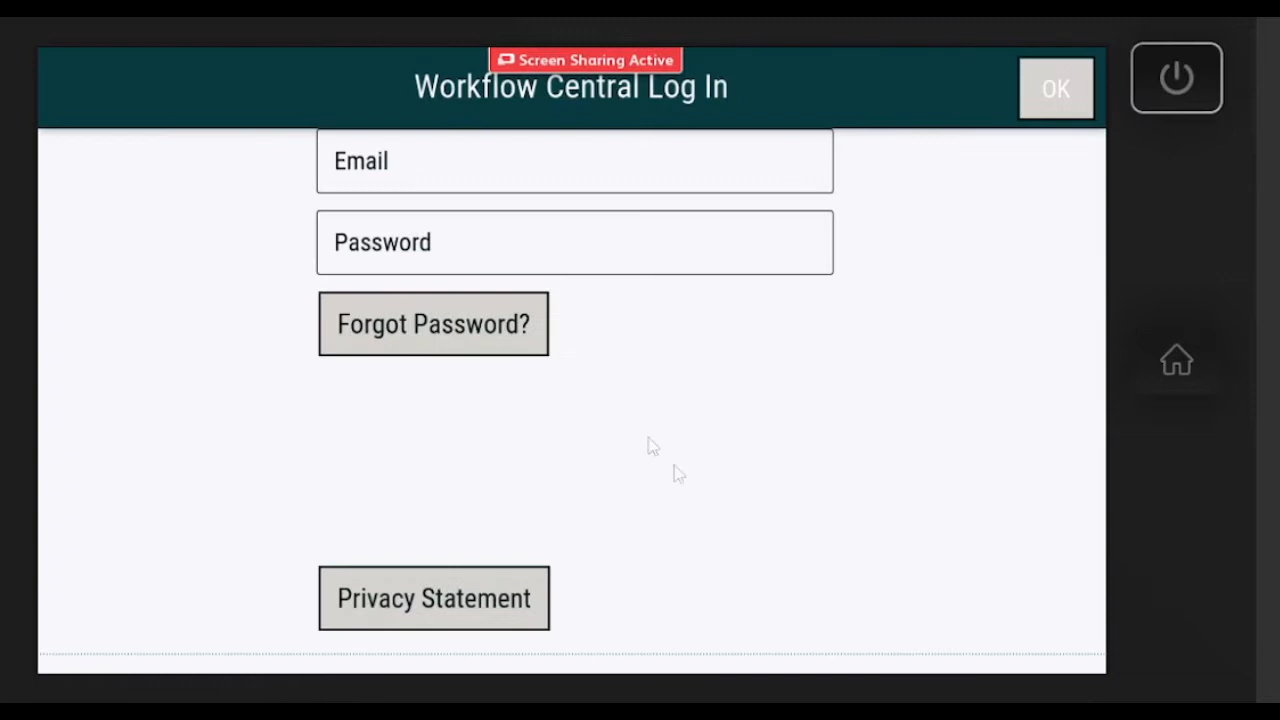 Screen Sharing Active
Workflow Central Log In
OK
Email
Password
Forgot Password?
Privacy Statement